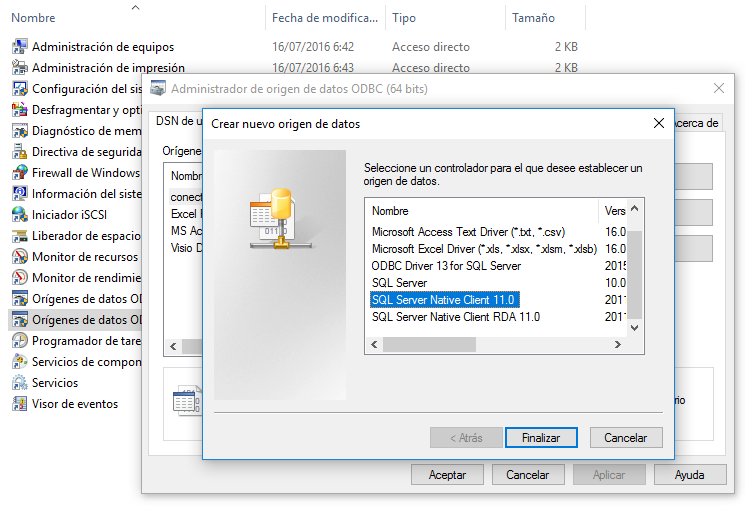 Nombre Fecha de modifica... Tipo Tamaño
Administración de equipos 16/07/2016 6:42 Acceso directo 2 KB
Administración de impresión 16/07/2016 6:43 Acceso directo 2 KB
Configuración del sis
Desfragmentar y opti
Diagnóstico de mem
Directiva de segurida
Firewall de Windows
Información del siste
Iniciador iSCSI
Liberador de espacio
Monitor de recursos
Monitor de rendimie
Orígenes de datos OD
Orígenes de datos OD
Programador de tare
Servicios de compon
Servicios
Visor de eventos
Administrador de origen de datos ODBC (64 bits)
DSN de u
Acerca de
Orígene
Nombr
conect
Excel F
MS Ac
Visio D
Crear nuevo origen de datos
Seleccione un controlador para el que desee establecer un
origen de datos.
Nombre Vers
Microsoft Access Text Driver (*.txt, *.csv) 16.0
Microsoft Excel Driver (*.xls, *.xlsx, *.xlsm, *.xlsb) 16.0
ODBC Driver 13 for SQL Server 2015
SQL Server 10.0
SQL Server Native Client 11.0 2011
SQL Server Native Client RDA 11.0 2011
rio
< Atrás Finalizar Cancelar
Aceptar Cancelar Aplicar Ayuda